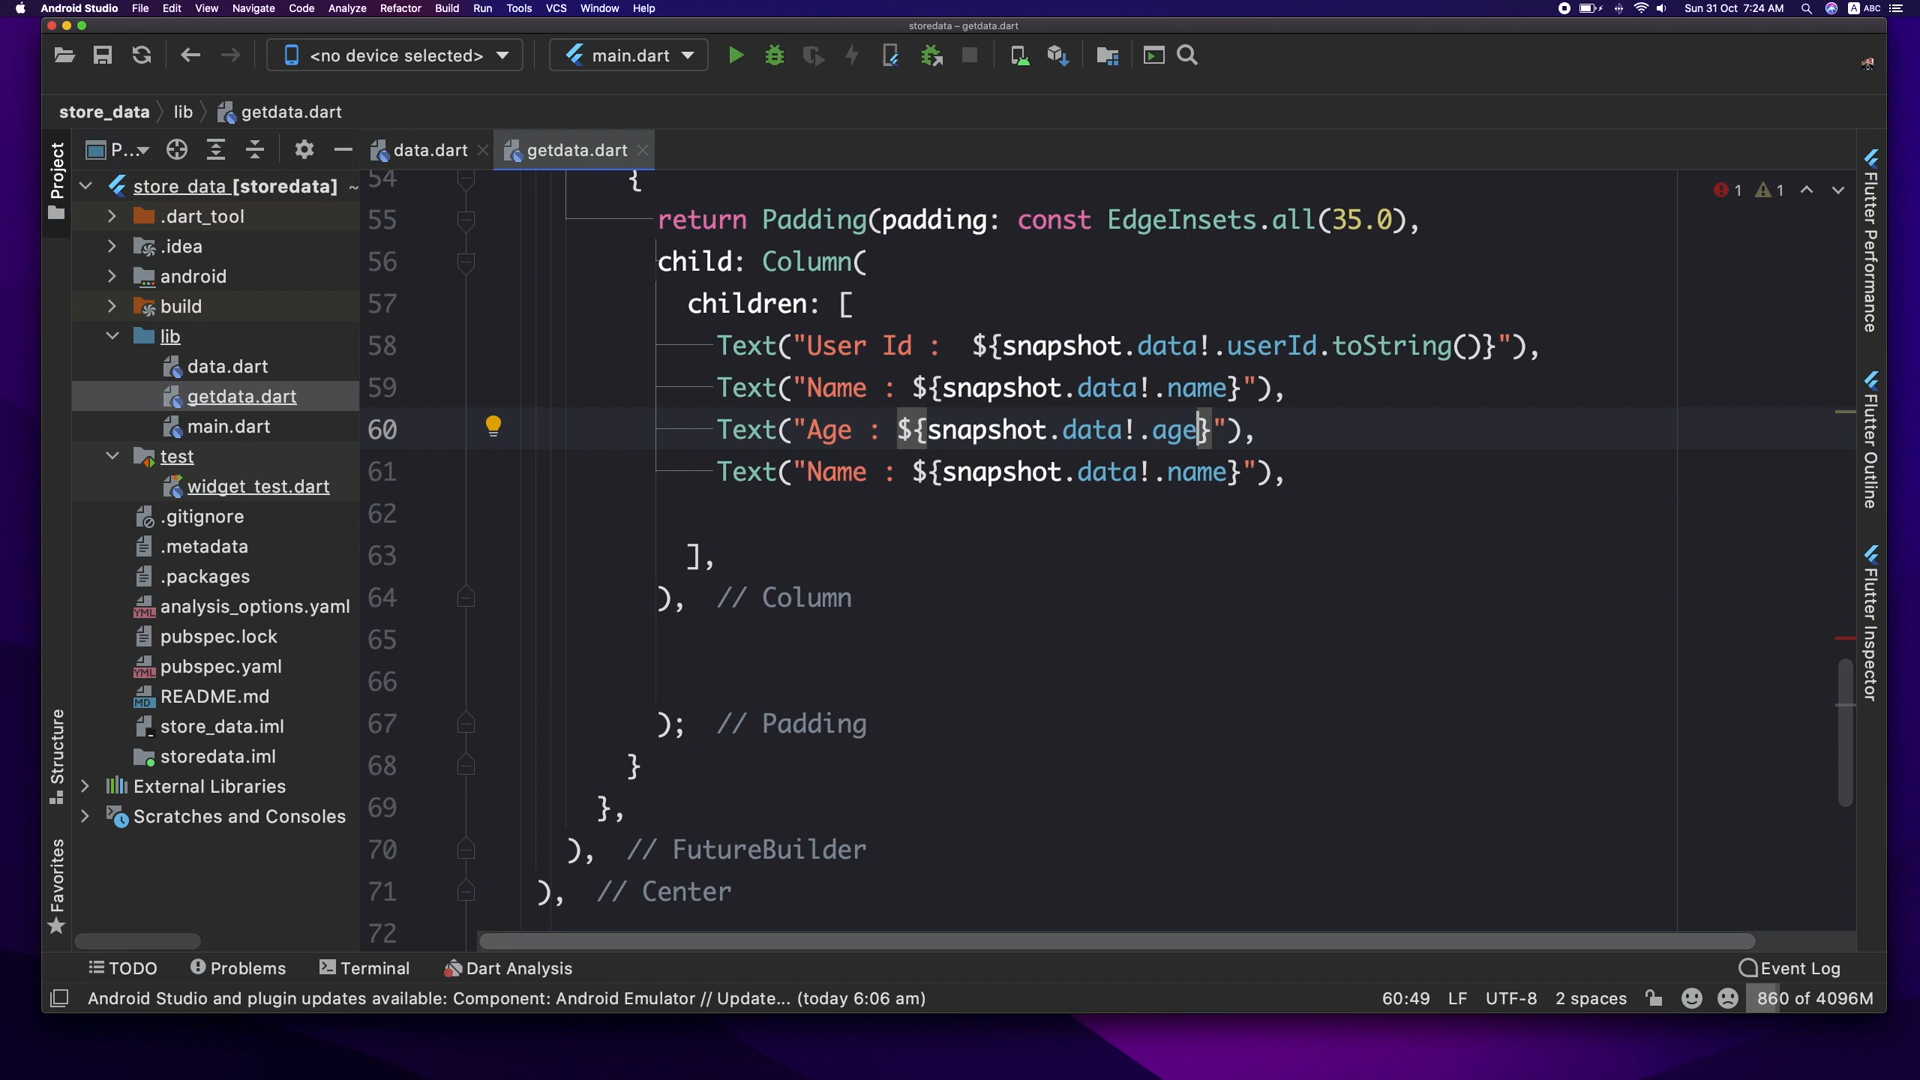 Android Studio File Edit View Navigate Code Analyze Refactor Build Run Tools VCS Window Help Sun 31 Oct 7:24 AM ABC
storedata – getdata.dart
<no device selected> main.dart
store_data lib getdata.dart
P... data.dart getdata.dart
Project
store_data [storedata] ~
.dart_tool
.idea
android
build
lib
data.dart
getdata.dart
main.dart
test
widget_test.dart
.gitignore
.metadata
.packages
analysis_options.yaml
pubspec.lock
pubspec.yaml
README.md
store_data.iml
storedata.iml
External Libraries
Scratches and Consoles
Structure
Favorites
1 1
54 {
55 return Padding(padding: const EdgeInsets.all(35.0),
56 child: Column(
57 children: [
58 Text("User Id :  ${snapshot.data!.userId.toString()}"),
59 Text("Name : ${snapshot.data!.name}"),
60 Text("Age : ${snapshot.data!.age}"),
61 Text("Name : ${snapshot.data!.name}"),
62
63 ],
64 ), // Column
65
66
67 ); // Padding
68 }
69 },
70 ), // FutureBuilder
71 ), // Center
72
Flutter Performance
Flutter Outline
Flutter Inspector
TODO Problems Terminal Dart Analysis Event Log
Android Studio and plugin updates available: Component: Android Emulator // Update... (today 6:06 am) 60:49 LF UTF-8 2 spaces 860 of 4096M